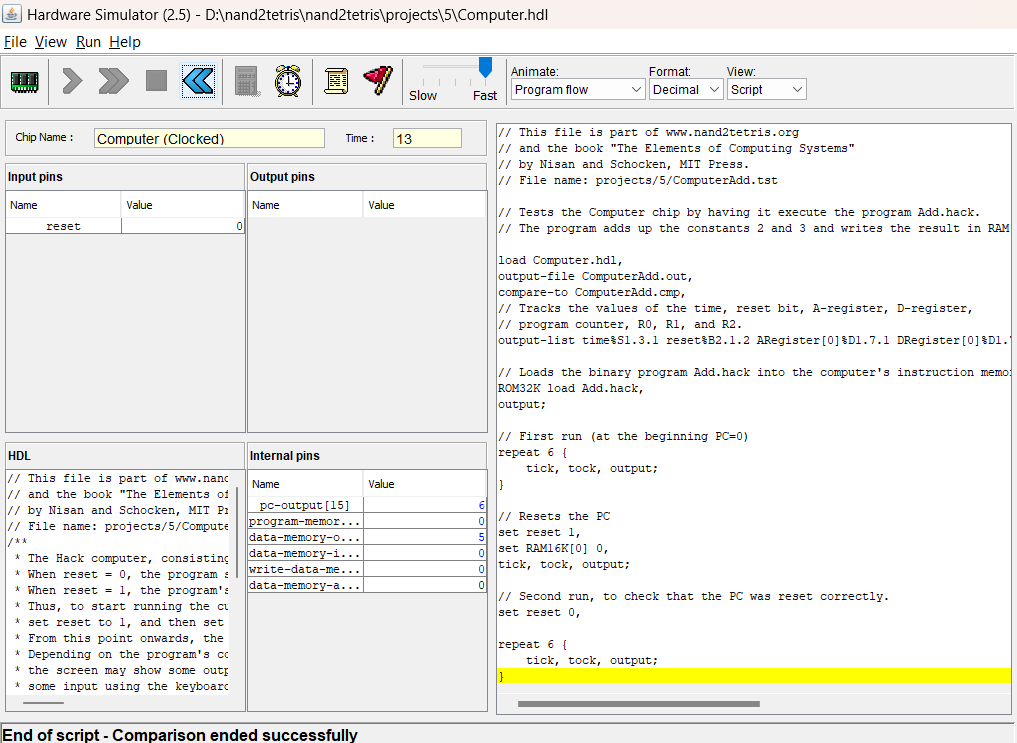 Hardware Simulator (2.5) - D:\nand2tetris\nand2tetris\projects\5\Computer.hdl
File View Run Help
Slow Fast
Animate: Format: View:
Program flow Decimal Script
Chip Name : Computer (Clocked) Time : 13
Input pins
Name Value
reset 0
Output pins
Name Value
HDL
// This file is part of www.nand
// and the book "The Elements of
// by Nisan and Schocken, MIT Pr
// File name: projects/5/Compute
/**
* The Hack computer, consisting
* When reset = 0, the program s
* When reset = 1, the program's
* Thus, to start running the cu
* set reset to 1, and then set
* From this point onwards, the
* Depending on the program's co
* the screen may show some outp
* some input using the keyboard
Internal pins
Name Value
pc-output[15] 6
program-memor... 0
data-memory-o... 5
data-memory-i... 0
write-data-me... 0
data-memory-a... 0
// This file is part of www.nand2tetris.org
// and the book "The Elements of Computing Systems"
// by Nisan and Schocken, MIT Press.
// File name: projects/5/ComputerAdd.tst
// Tests the Computer chip by having it execute the program Add.hack.
// The program adds up the constants 2 and 3 and writes the result in RAM
load Computer.hdl,
output-file ComputerAdd.out,
compare-to ComputerAdd.cmp,
// Tracks the values of the time, reset bit, A-register, D-register,
// program counter, R0, R1, and R2.
output-list time%S1.3.1 reset%B2.1.2 ARegister[0]%D1.7.1 DRegister[0]%D1.
// Loads the binary program Add.hack into the computer's instruction memo
ROM32K load Add.hack,
output;
// First run (at the beginning PC=0)
repeat 6 {
tick, tock, output;
}
// Resets the PC
set reset 1,
set RAM16K[0] 0,
tick, tock, output;
// Second run, to check that the PC was reset correctly.
set reset 0,
repeat 6 {
tick, tock, output;
}
End of script - Comparison ended successfully